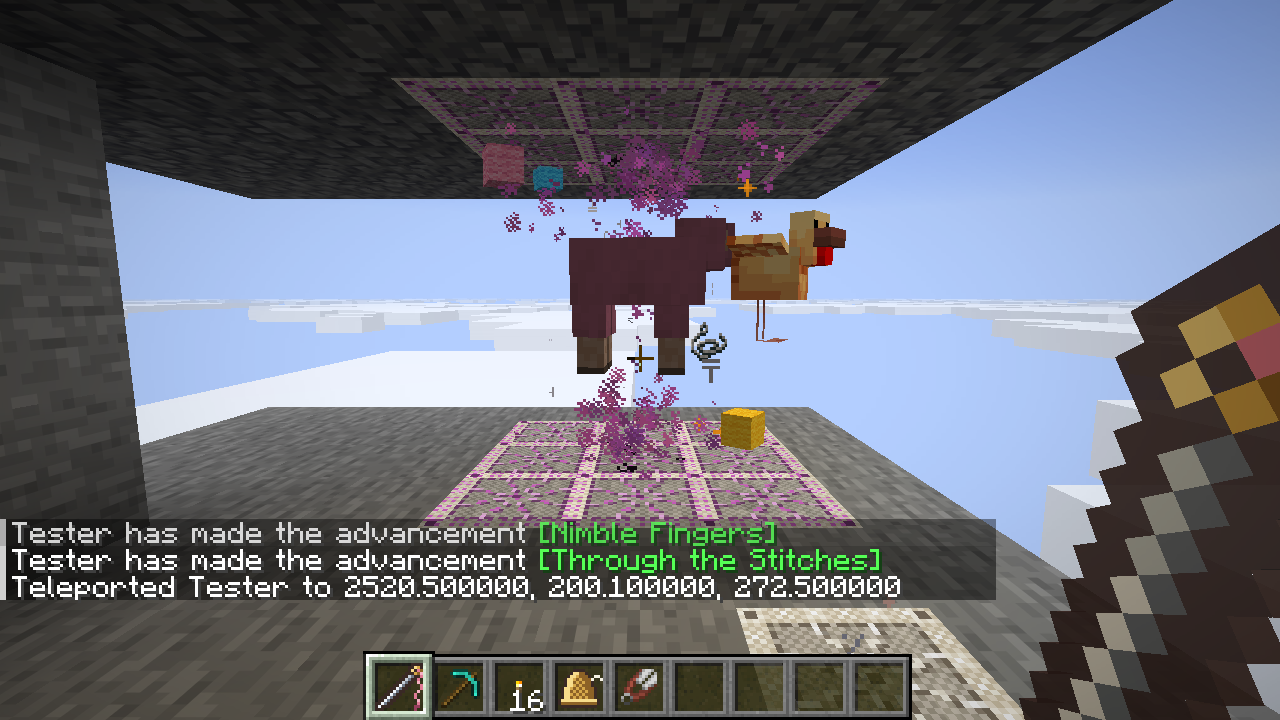 Tester has made the advancement [Nimble Fingers]
Tester has made the advancement [Through the Stitches]
Teleported Tester to 2520.500000, 200.100000, 272.500000
16